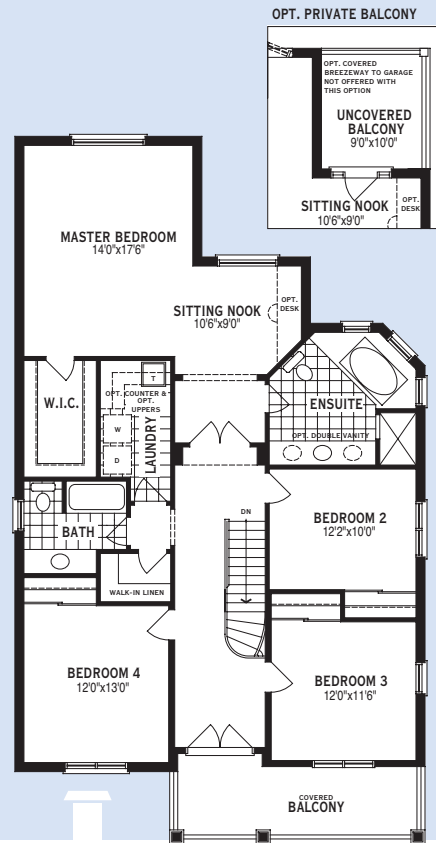 OPT. PRIVATE BALCONY
OPT. COVERED
BREEZEWAY TO GARAGE
NOT OFFERED WITH
THIS OPTION
UNCOVERED
BALCONY
9'0"x10'0"
SITTING NOOK
10'6"x9'0"
OPT.
DESK
MASTER BEDROOM
14'0"x17'6"
SITTING NOOK
10'6"x9'0"
OPT.
DESK
W.I.C.
T
OPT. COUNTER &
OPT.
UPPERS
W
D
LAUNDRY
ENSUITE
OPT. DOUBLE VANITY
BATH
WALK-IN LINEN
DN
BEDROOM 2
12'2"x10'0"
BEDROOM 4
12'0"x13'0"
BEDROOM 3
12'0"x11'6"
COVERED
BALCONY